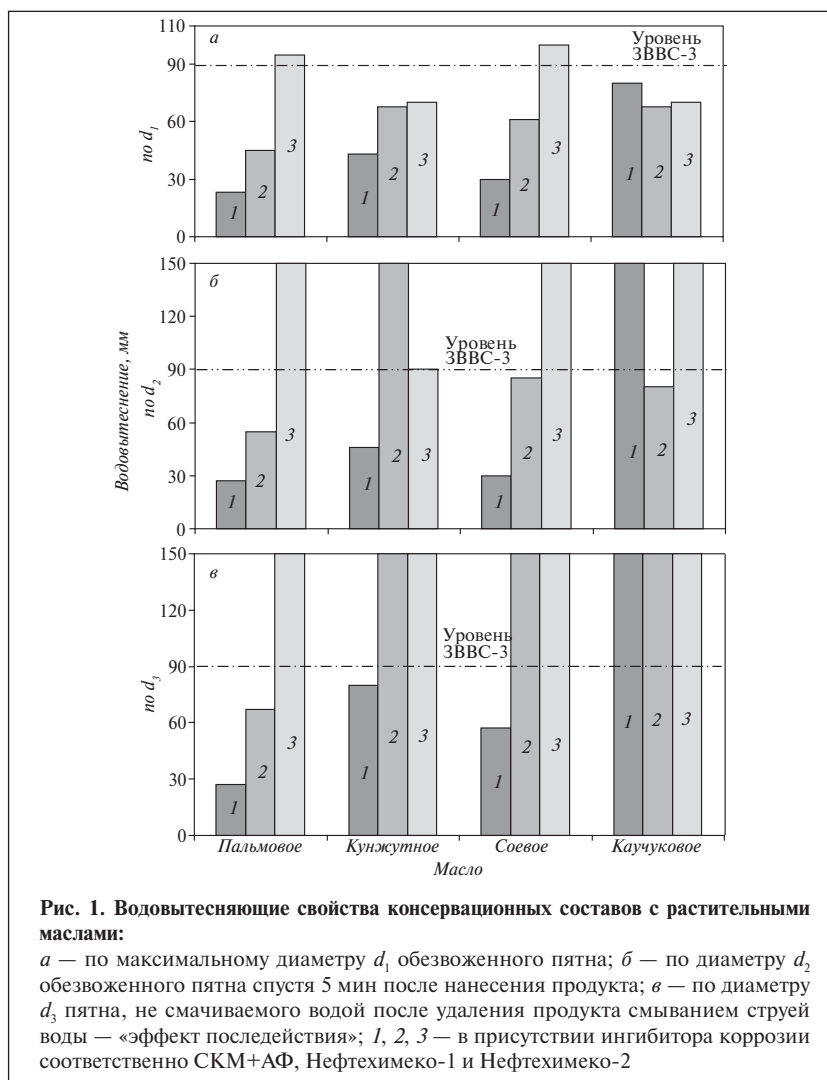 110
а
Уровень
ЗВВС-3
90
60
30
0
по d1
1
2
3
1
2
3
1
2
3
1
2
3
150
б
120
Уровень
ЗВВС-3
90
60
30
0
Водовытеснение, мм
по d2
1
2
3
1
2
3
1
2
3
1
2
3
150
в
120
Уровень
ЗВВС-3
90
60
30
0
по d3
1
2
3
1
2
3
1
2
3
1
2
3
Пальмовое Кунжутное Соевое Каучуковое
Масло
Рис. 1. Водовытесняющие свойства консервационных составов с растительными
маслами:
а — по максимальному диаметру d1 обезвоженного пятна; б — по диаметру d2
обезвоженного пятна спустя 5 мин после нанесения продукта; в — по диаметру
d3 пятна, не смачиваемого водой после удаления продукта смыванием струей
воды — «эффект последействия»; 1, 2, 3 — в присутствии ингибитора коррозии
соответственно СКМ+АФ, Нефтехимеко-1 и Нефтехимеко-2